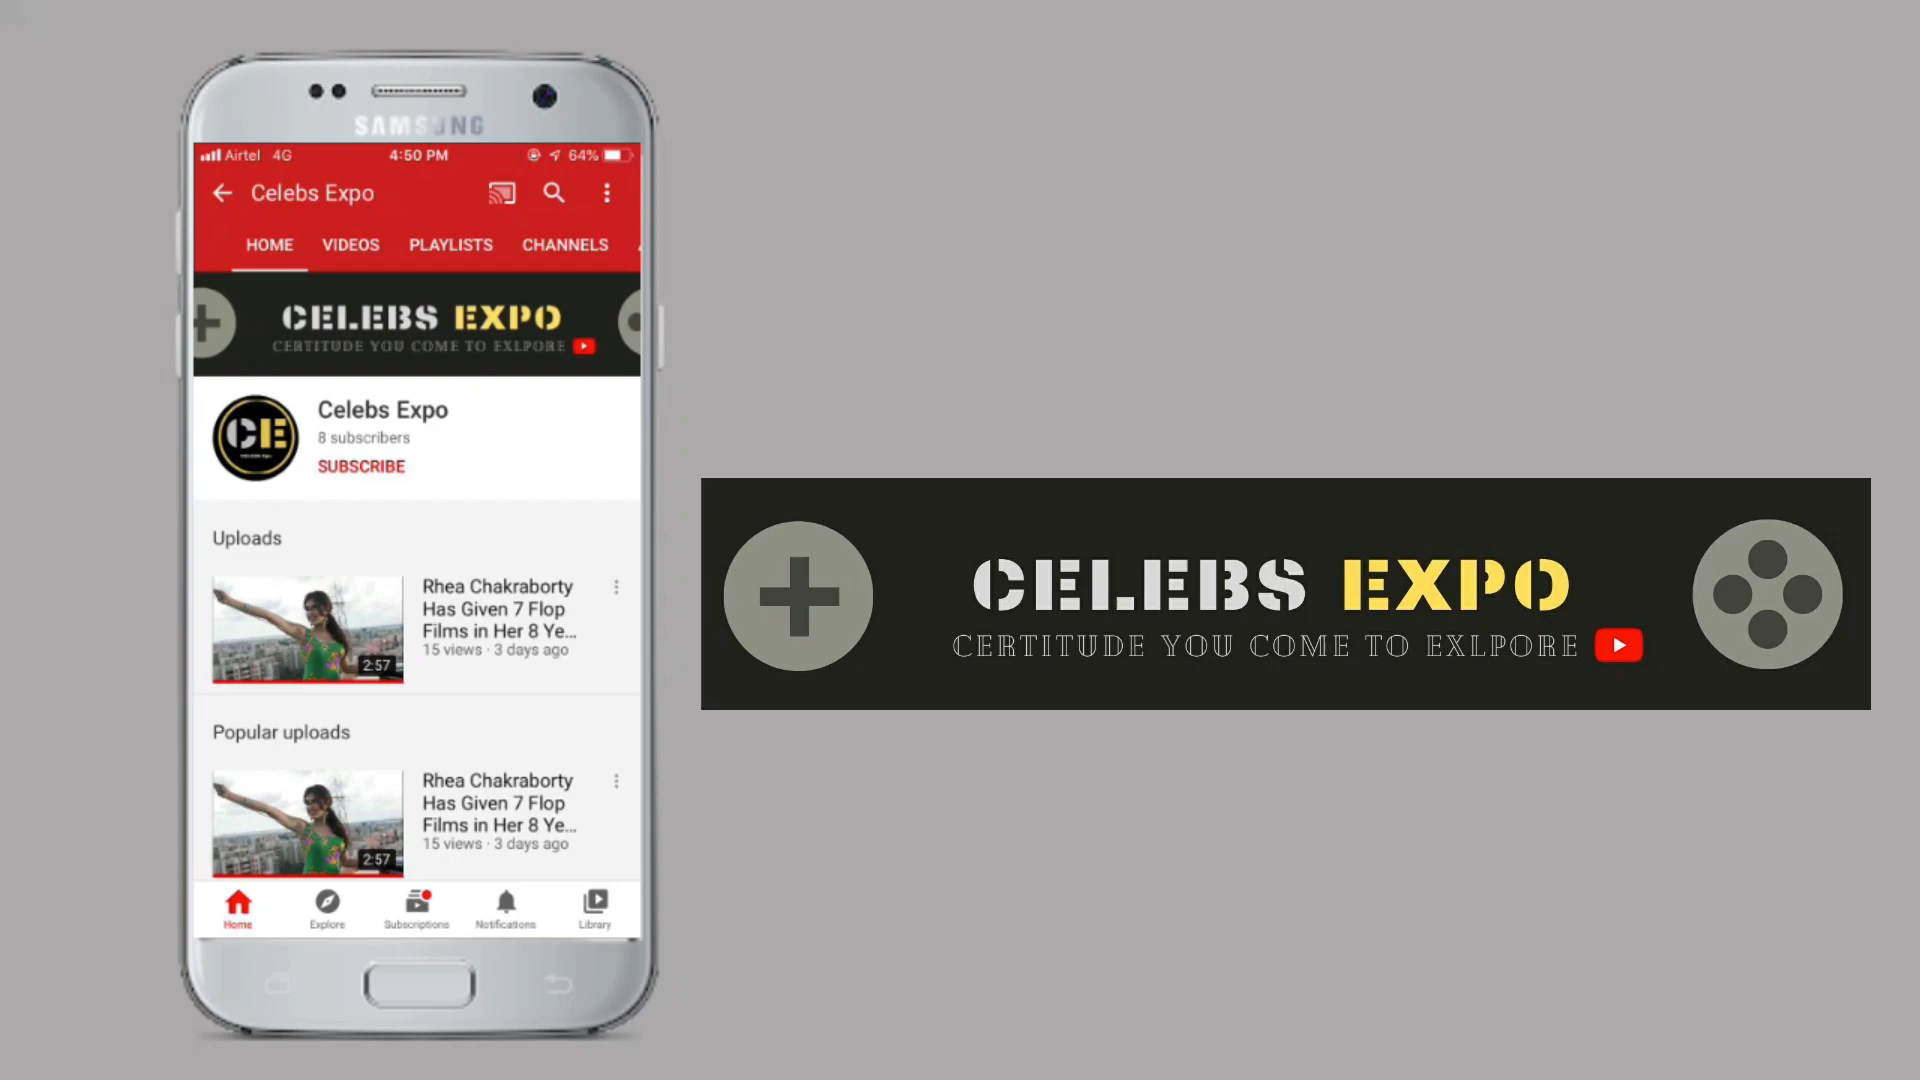 SAMSUNG
Airtel 4G 4:50 PM 64%
Celebs Expo
HOME VIDEOS PLAYLISTS CHANNELS
CELEBS EXPO
CERTITUDE YOU COME TO EXLPORE
CE
Celebs Expo
8 subscribers
SUBSCRIBE
Uploads
Rhea Chakraborty
Has Given 7 Flop
Films in Her 8 Ye...
15 views · 3 days ago
2:57
Popular uploads
Rhea Chakraborty
Has Given 7 Flop
Films in Her 8 Ye...
15 views · 3 days ago
2:57
Home Explore Subscriptions Notifications Library
CELEBS EXPO
CERTITUDE YOU COME TO EXLPORE